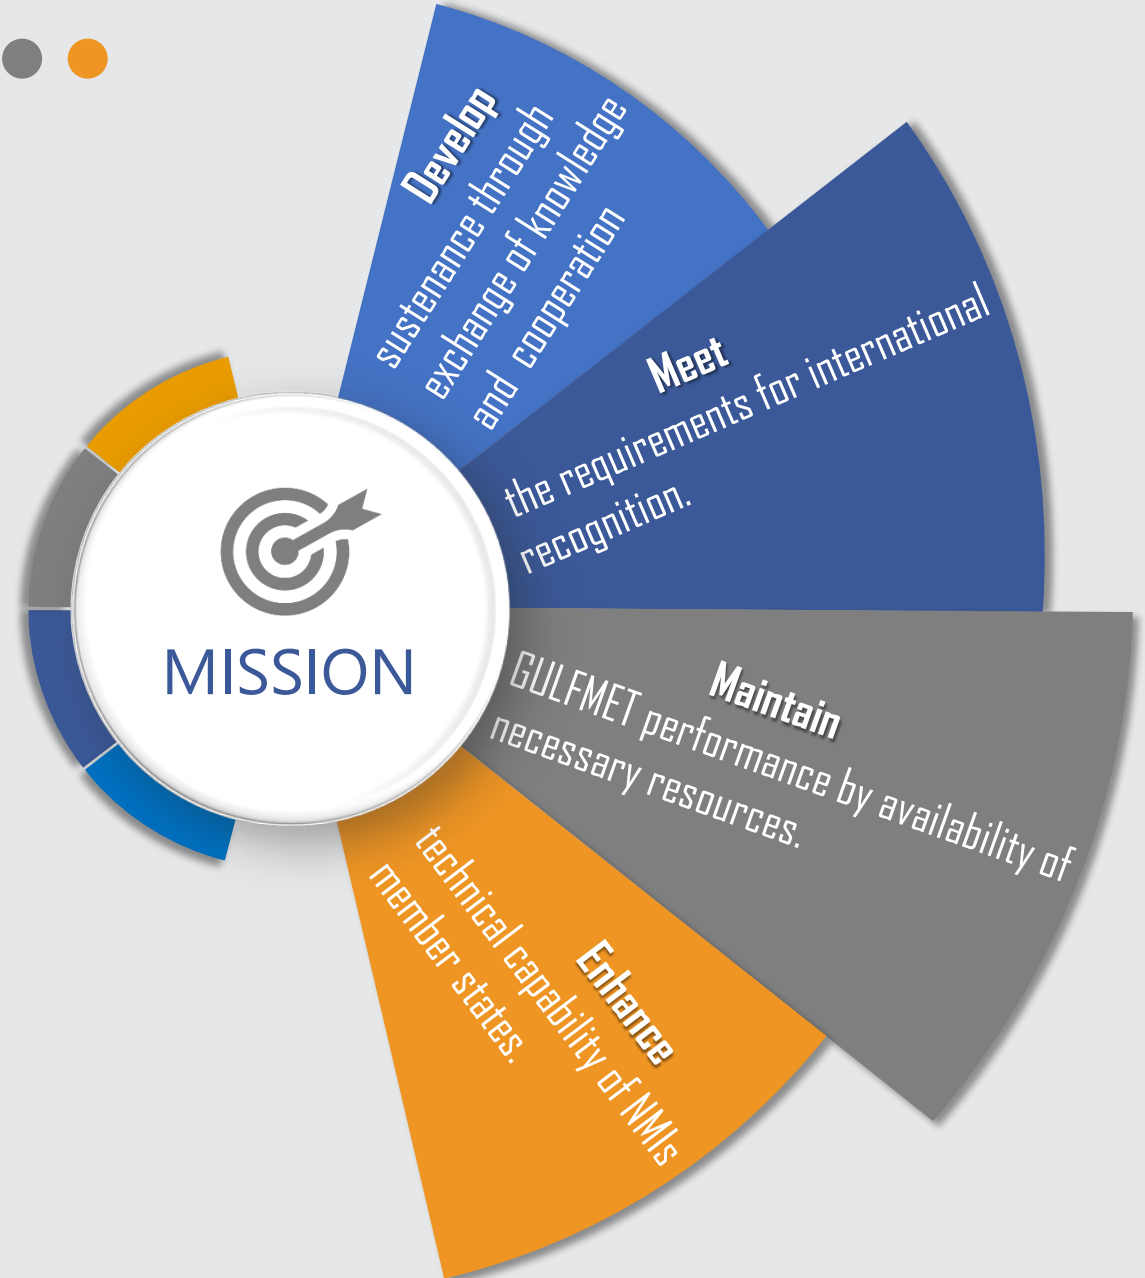 Develop
sustenance through
exchange of knowledge
and cooperation
Meet
the requirements for international
recognition.
MISSION
Maintain
GULFMET performance by availability of
necessary resources.
Enhance
technical capability of NMIs
member states.